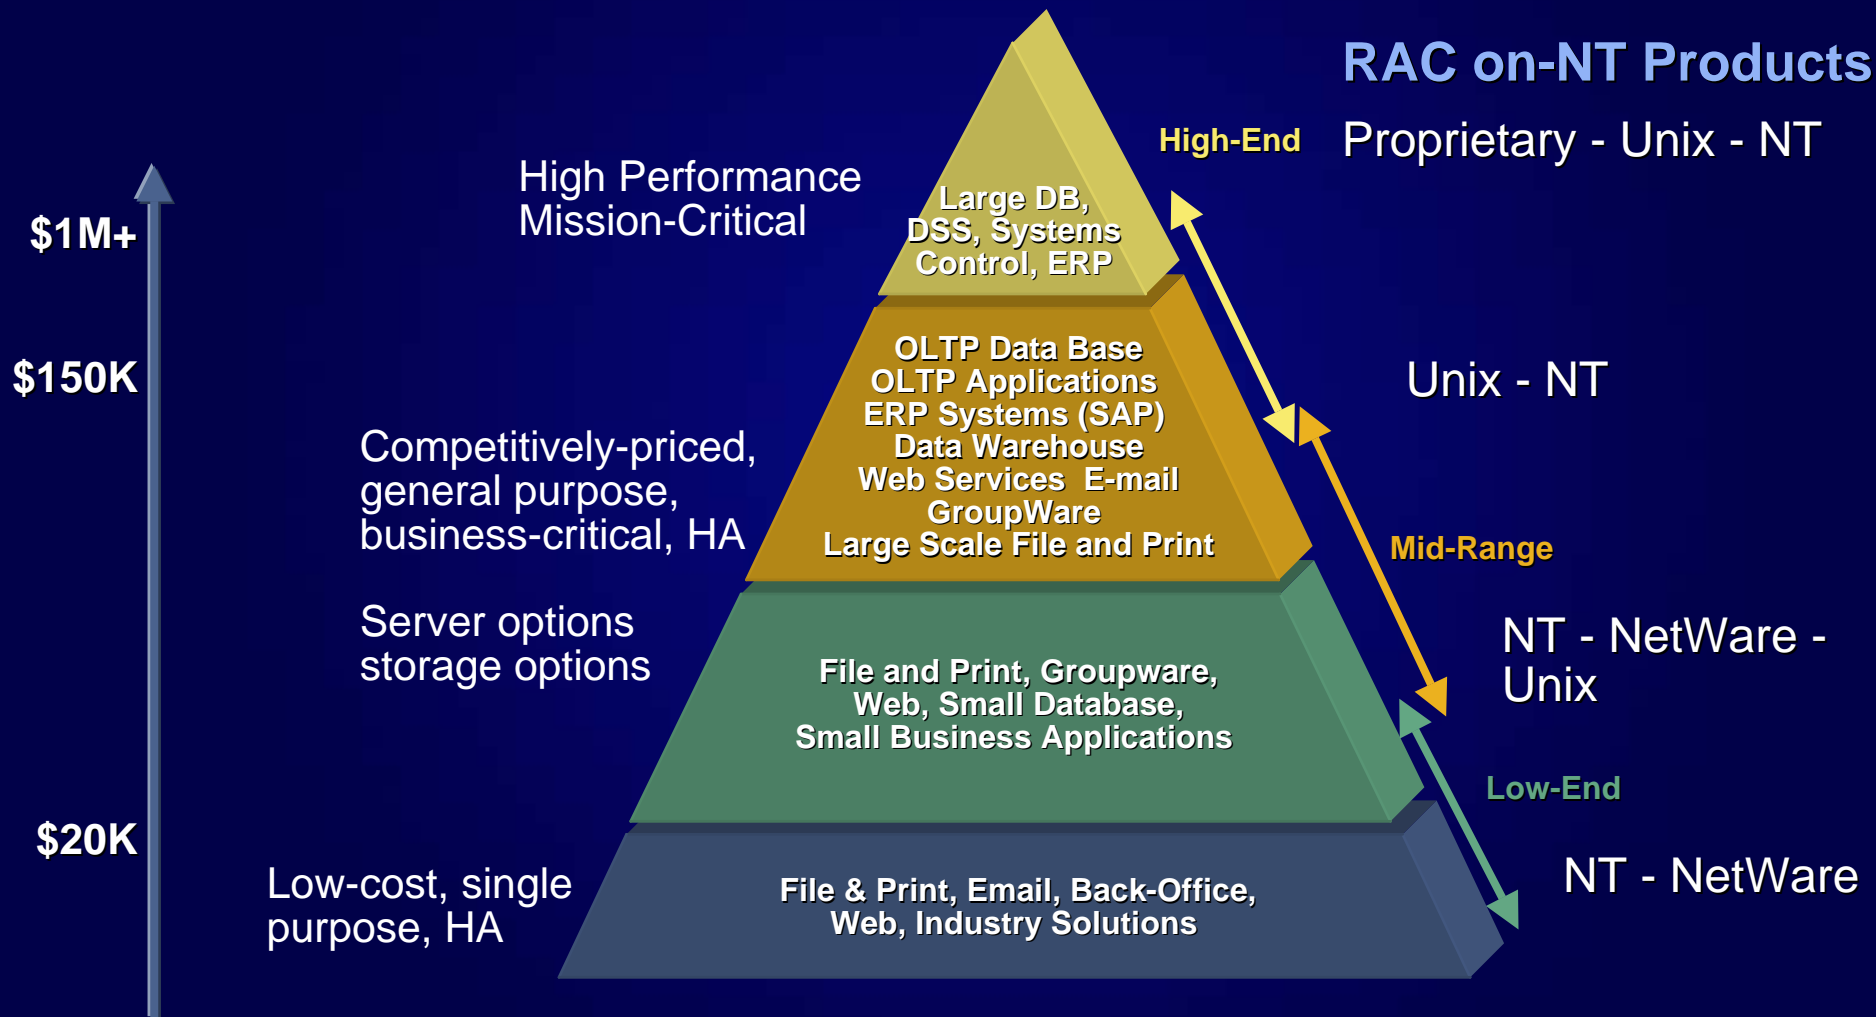 RAC on-NT Products
High-End
Proprietary - Unix - NT
High Performance
Mission-Critical
$1M+
Large DB,
DSS, Systems
Control, ERP
$150K
OLTP Data Base
OLTP Applications
ERP Systems (SAP)
Data Warehouse
Web Services  E-mail
GroupWare
Large Scale File and Print
Unix - NT
Competitively-priced,
general purpose,
business-critical, HA
Mid-Range
Server options
storage options
File and Print, Groupware,
Web, Small Database,
Small Business Applications
NT - NetWare -
Unix
Low-End
$20K
Low-cost, single
purpose, HA
File & Print, Email, Back-Office,
Web, Industry Solutions
NT - NetWare